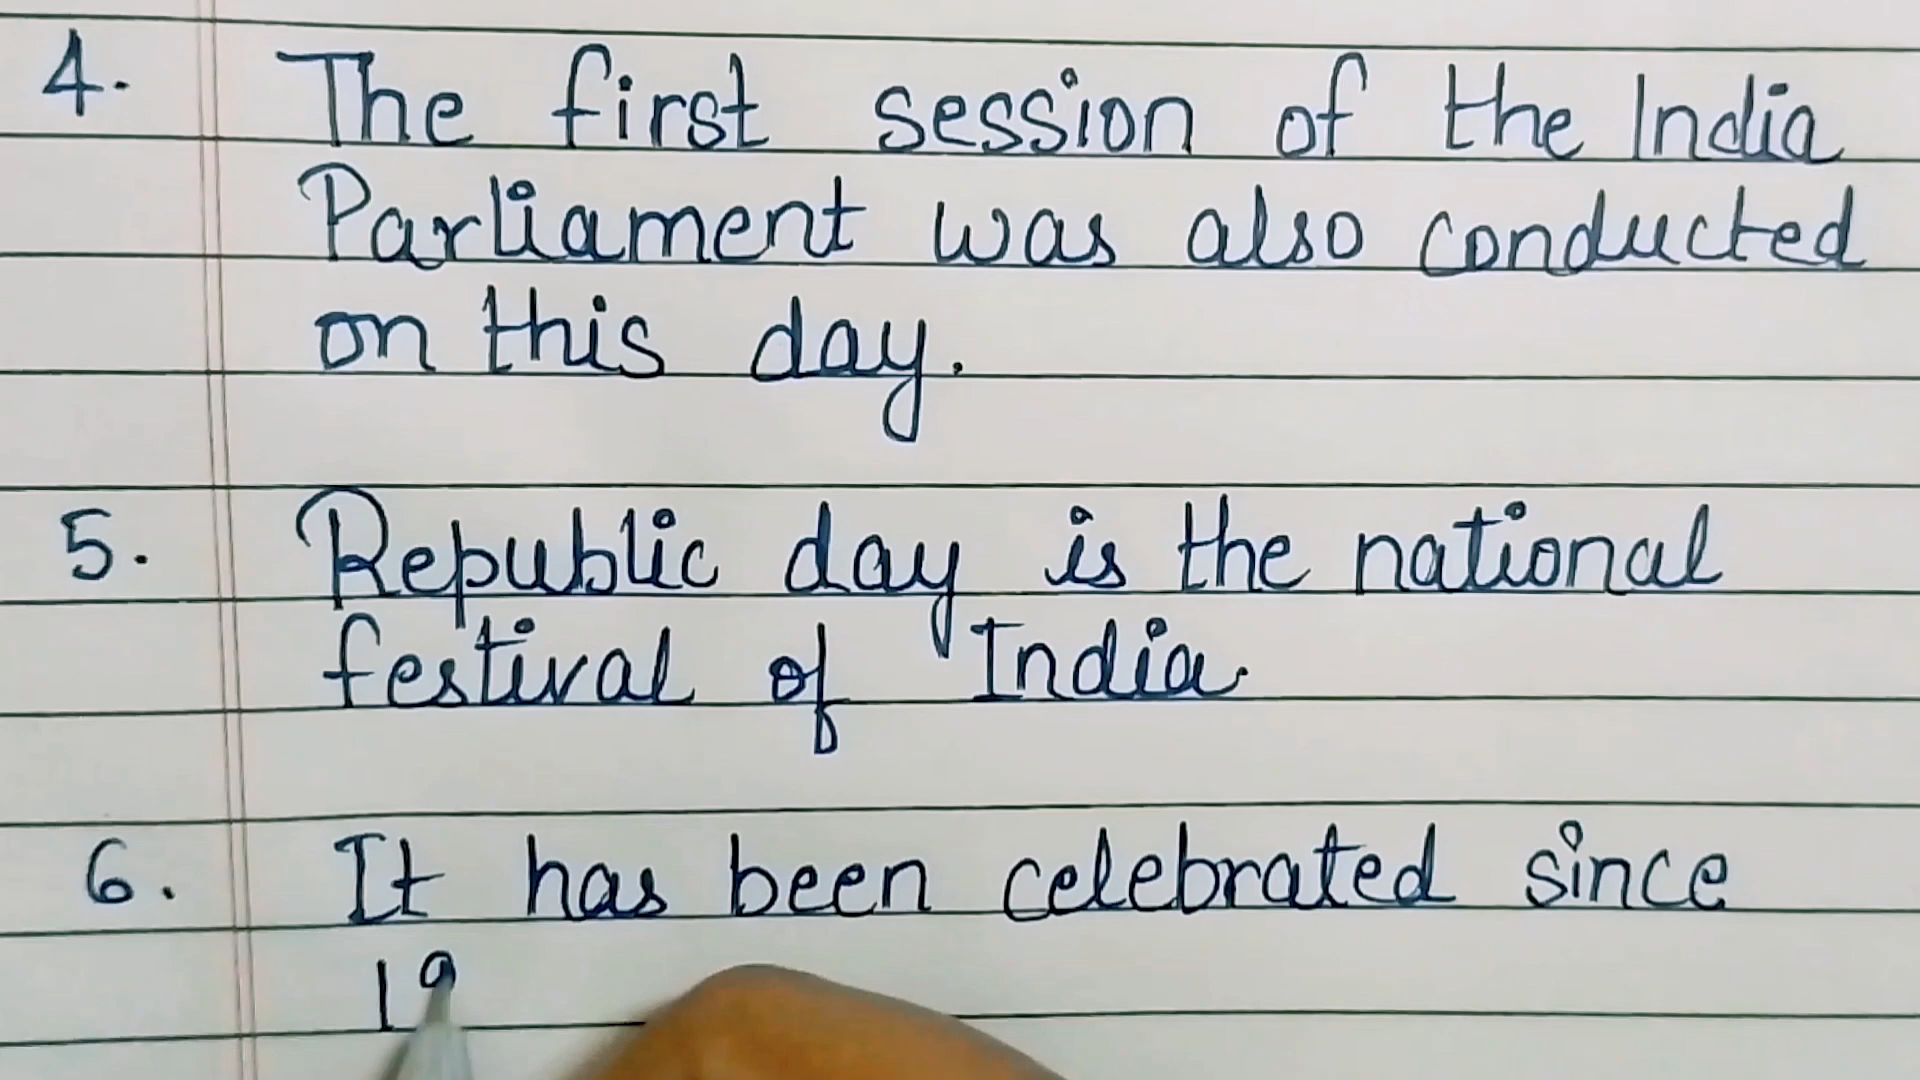 4. The first session of the India
Parliament was also conducted
on this day.
5. Republic day is the national
festival of India.
6. It has been celebrated since
19